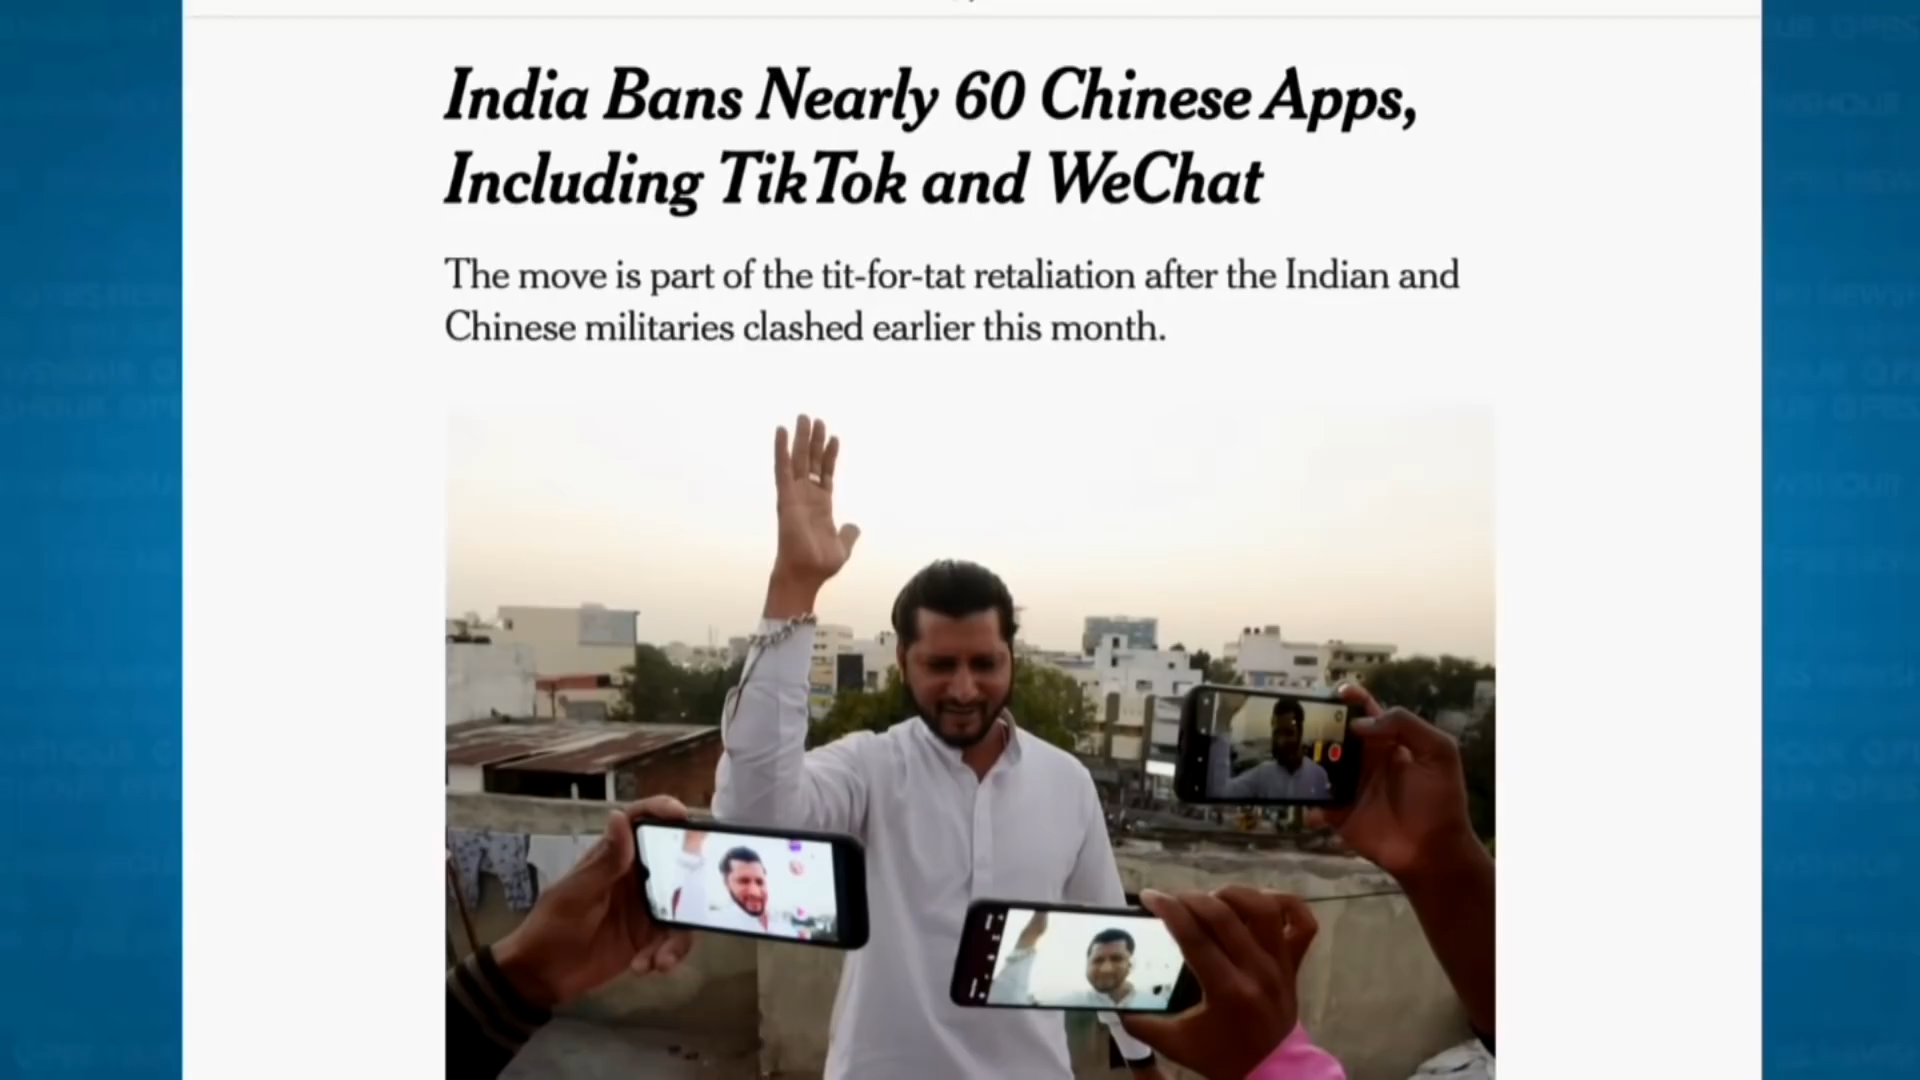 India Bans Nearly 60 Chinese Apps,
Including TikTok and WeChat
The move is part of the tit-for-tat retaliation after the Indian and
Chinese militaries clashed earlier this month.